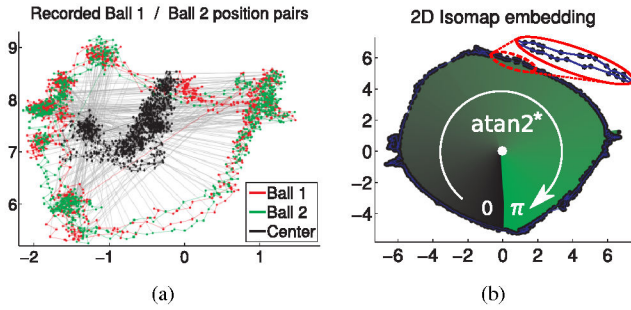 Recorded Ball 1 / Ball 2 position pairs
9
8
7
6
-2
-1
0
1
Ball 1
Ball 2
Center
(a)
2D Isomap embedding
6
4
2
0
−2
−4
−6
−4
−2
0
2
4
6
atan2*
0 π
(b)